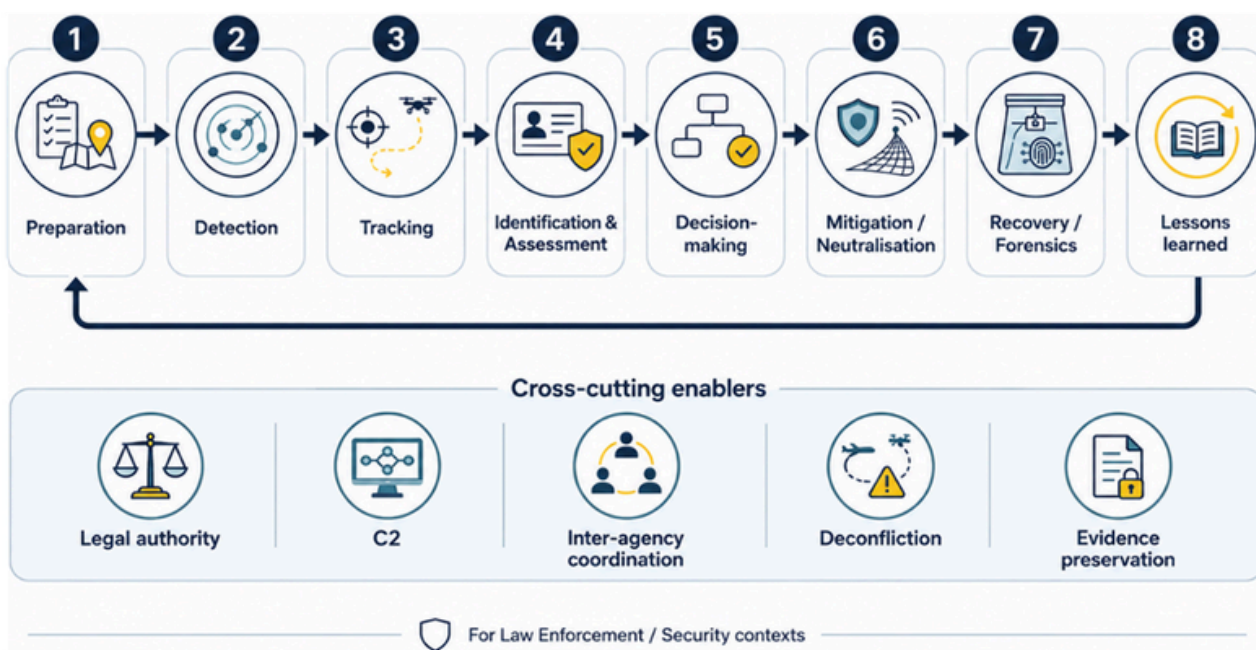 1 2 3 4 5 6 7 8
Preparation
Detection
Tracking
Identification &
Assessment
Decision-
making
Mitigation /
Neutralisation
Recovery /
Forensics
Lessons
learned
Cross-cutting enablers
Legal authority
C2
Inter-agency
coordination
Deconfliction
Evidence
preservation
For Law Enforcement / Security contexts